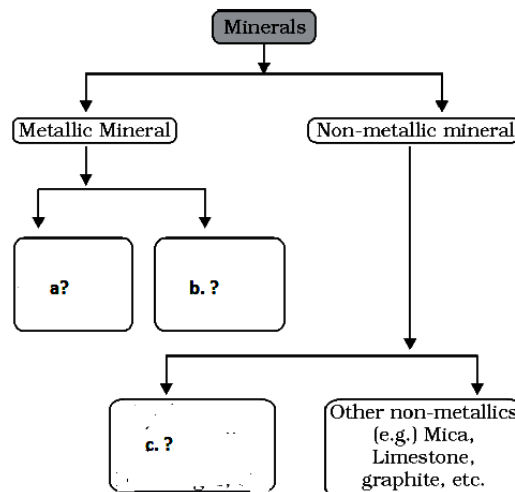 Minerals
Metallic Mineral
Non-metallic mineral
a?
b. ?
c. ?
Other non-metallics
(e.g.) Mica,
Limestone,
graphite, etc.